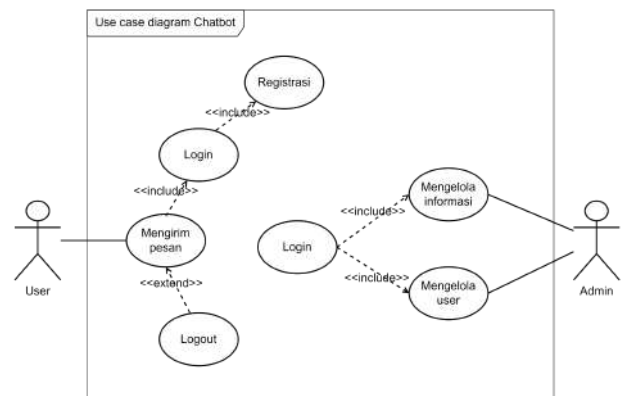 Use case diagram Chatbot
Registrasi
<<include>>
Login
<<include>>
Mengirim
pesan
<<extend>>
Logout
User
Login
<<include>>
<<include>>
Mengelola
informasi
Mengelola
user
Admin